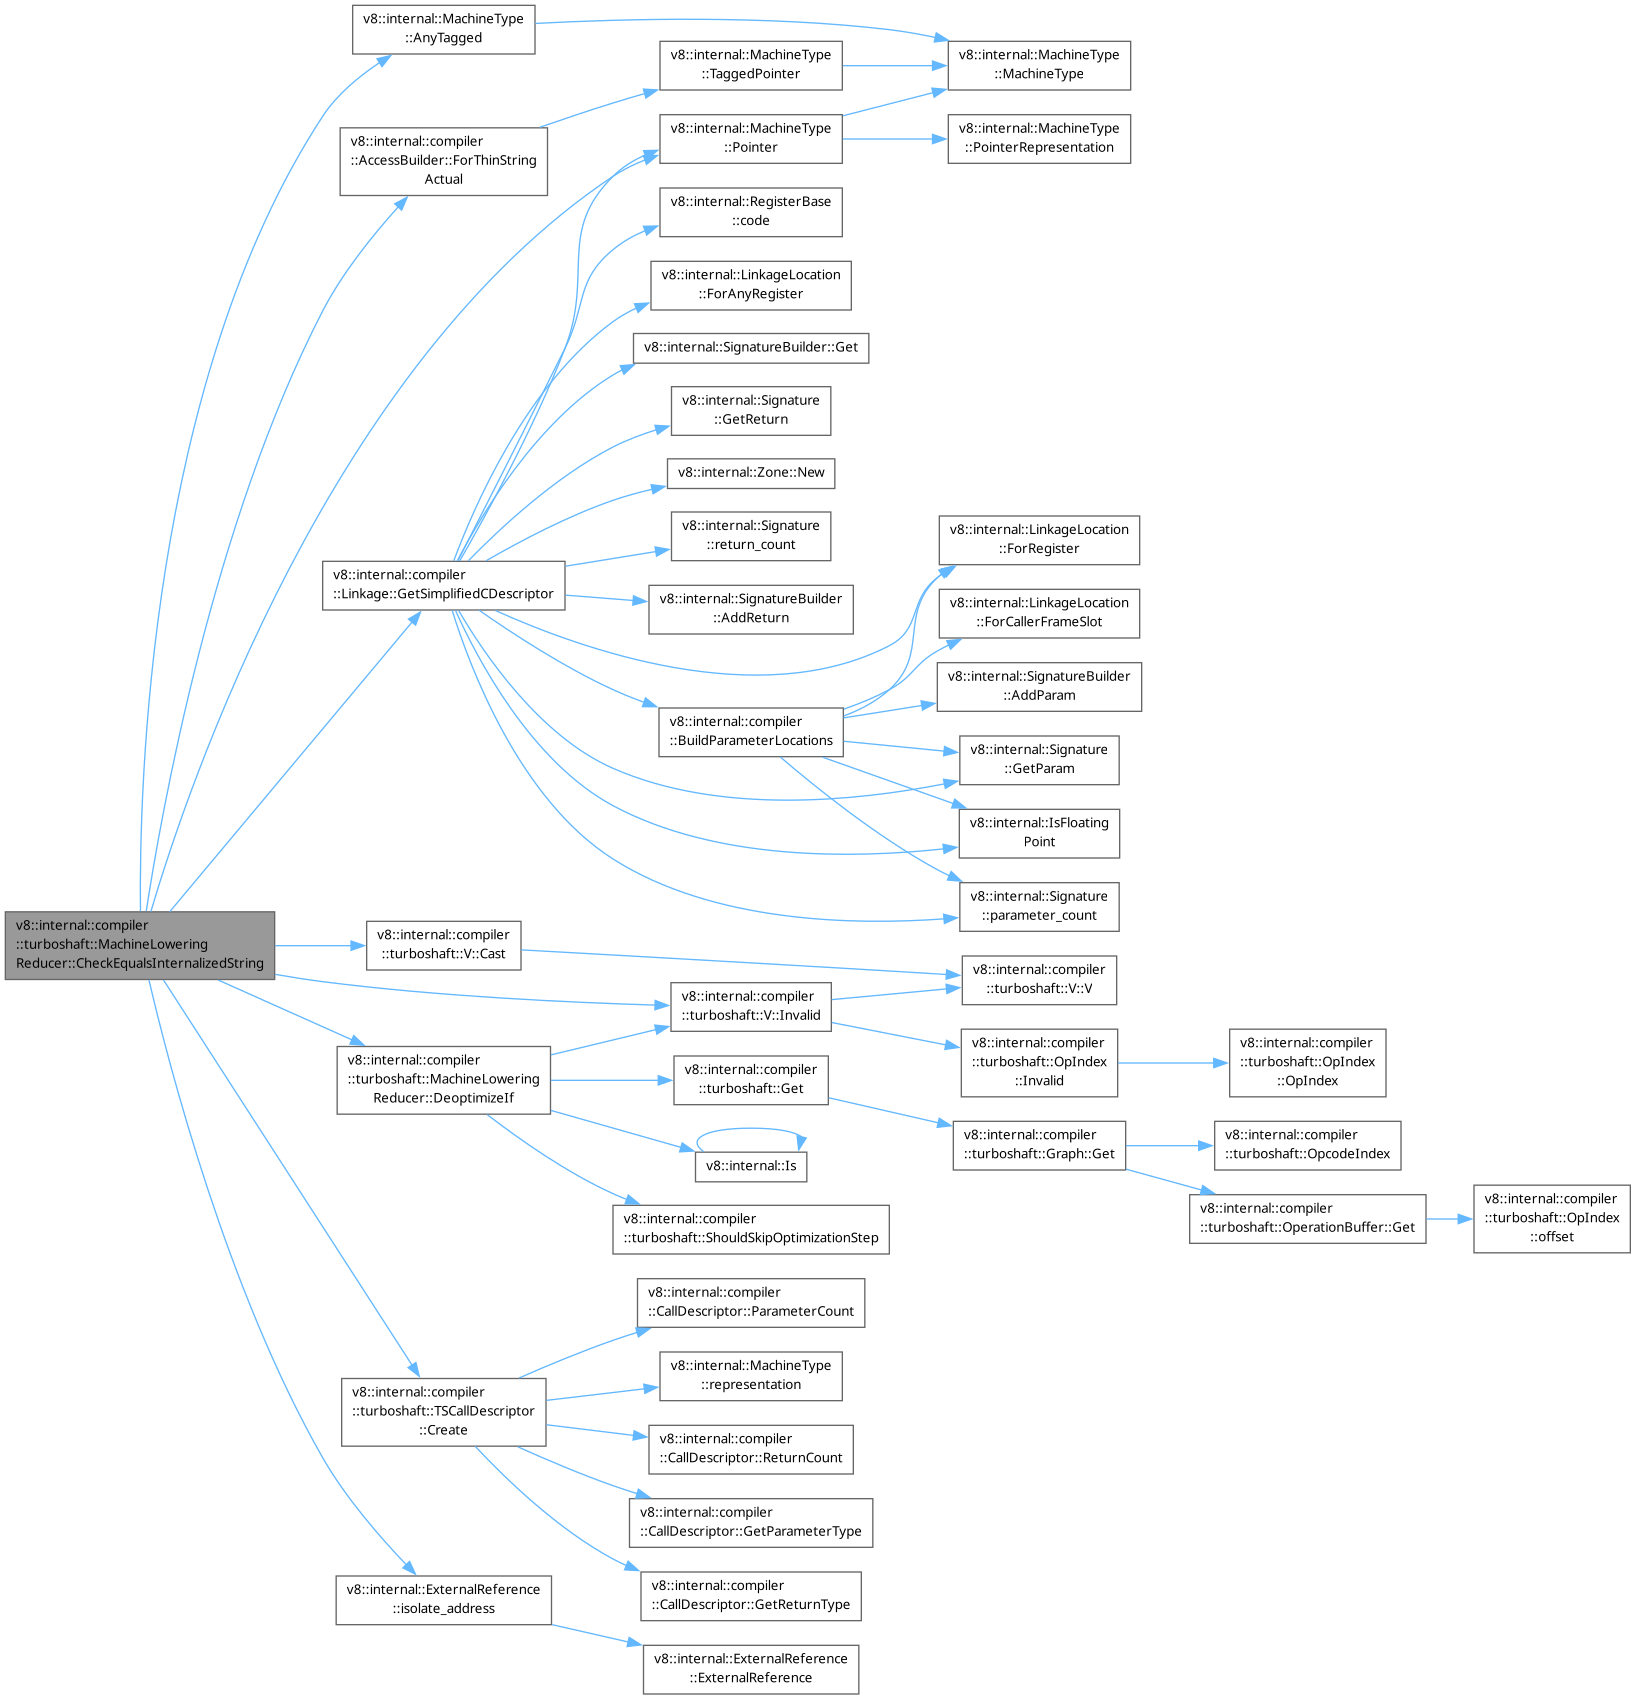 v8::internal::MachineType
::AnyTagged
v8::internal::MachineType
::TaggedPointer
v8::internal::MachineType
::MachineType
v8::internal::compiler
::AccessBuilder::ForThinString
Actual
v8::internal::MachineType
::Pointer
v8::internal::MachineType
::PointerRepresentation
v8::internal::RegisterBase
::code
v8::internal::LinkageLocation
::ForAnyRegister
v8::internal::SignatureBuilder::Get
v8::internal::Signature
::GetReturn
v8::internal::Zone::New
v8::internal::Signature
::return_count
v8::internal::LinkageLocation
::ForRegister
v8::internal::compiler
::Linkage::GetSimplifiedCDescriptor
v8::internal::SignatureBuilder
::AddReturn
v8::internal::LinkageLocation
::ForCallerFrameSlot
v8::internal::SignatureBuilder
::AddParam
v8::internal::compiler
::BuildParameterLocations
v8::internal::Signature
::GetParam
v8::internal::IsFloating
Point
v8::internal::Signature
::parameter_count
v8::internal::compiler
::turboshaft::MachineLowering
Reducer::CheckEqualsInternalizedString
v8::internal::compiler
::turboshaft::V::Cast
v8::internal::compiler
::turboshaft::V::V
v8::internal::compiler
::turboshaft::V::Invalid
v8::internal::compiler
::turboshaft::OpIndex
::Invalid
v8::internal::compiler
::turboshaft::OpIndex
::OpIndex
v8::internal::compiler
::turboshaft::MachineLowering
Reducer::DeoptimizeIf
v8::internal::compiler
::turboshaft::Get
v8::internal::compiler
::turboshaft::Graph::Get
v8::internal::compiler
::turboshaft::OpcodeIndex
v8::internal::Is
v8::internal::compiler
::turboshaft::OperationBuffer::Get
v8::internal::compiler
::turboshaft::OpIndex
::offset
v8::internal::compiler
::turboshaft::ShouldSkipOptimizationStep
v8::internal::compiler
::CallDescriptor::ParameterCount
v8::internal::MachineType
::representation
v8::internal::compiler
::turboshaft::TSCallDescriptor
::Create
v8::internal::compiler
::CallDescriptor::ReturnCount
v8::internal::compiler
::CallDescriptor::GetParameterType
v8::internal::compiler
::CallDescriptor::GetReturnType
v8::internal::ExternalReference
::isolate_address
v8::internal::ExternalReference
::ExternalReference